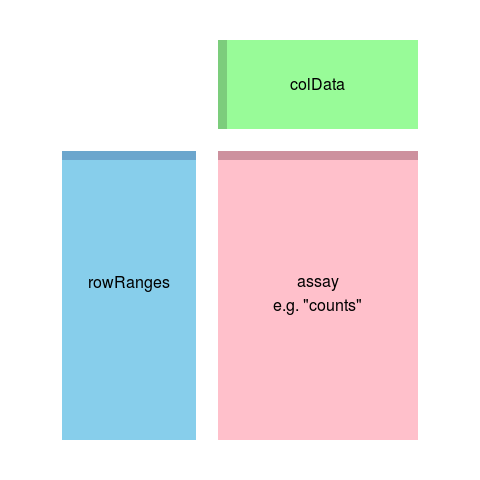 colData
rowRanges
assay
e.g. "counts"